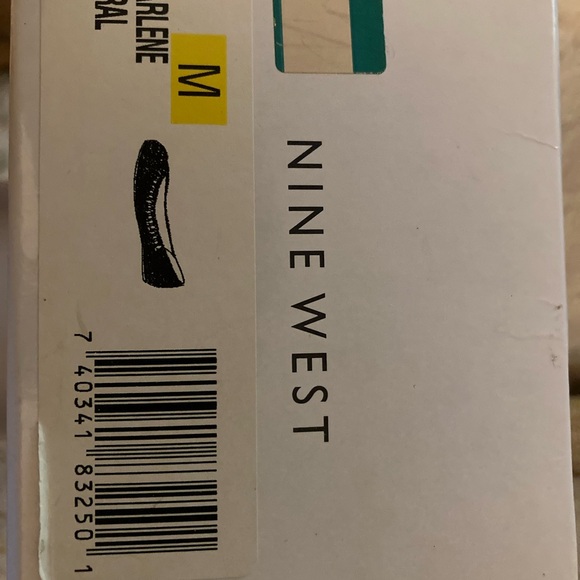 ARLENE
RAL
M
NINE WEST
7 40341 83250 1